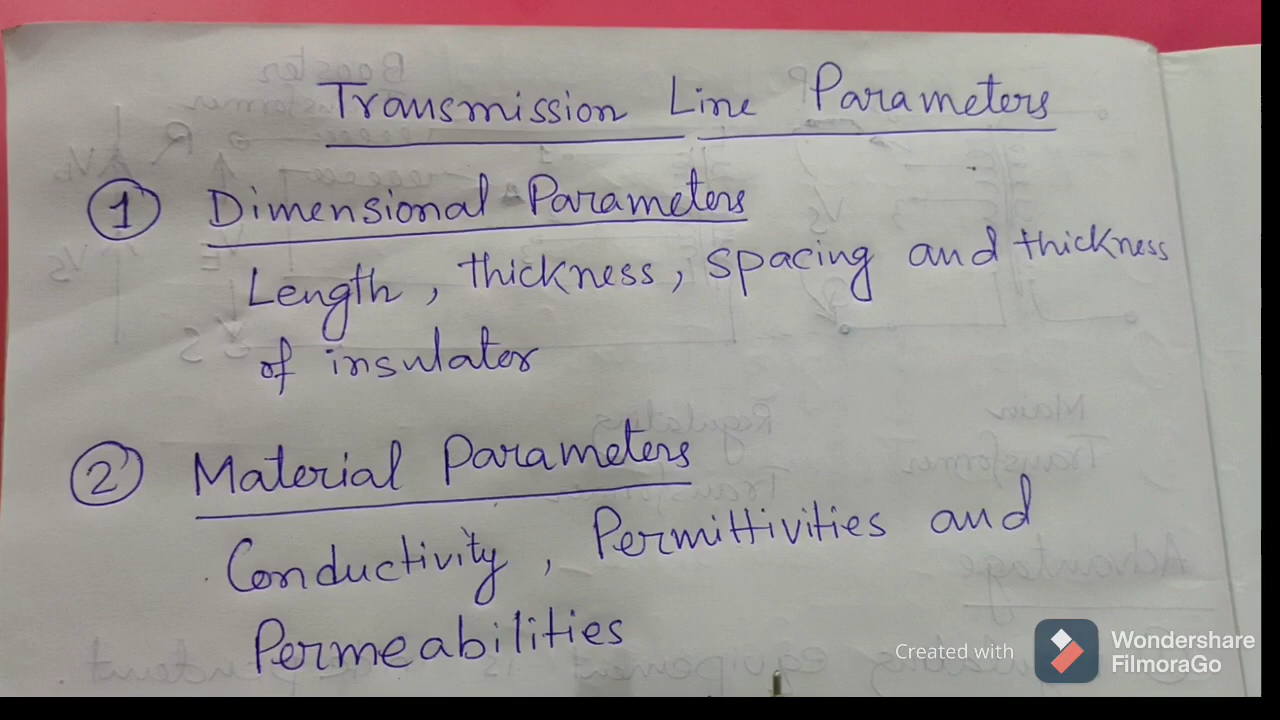 Transmission Line Parameters
1 Dimensional Parameters
Length, thickness, spacing and thickness
of insulator
2 Material Parameters
Conductivity, Permittivities and
Permeabilities
Created with Wondershare
FilmoraGo